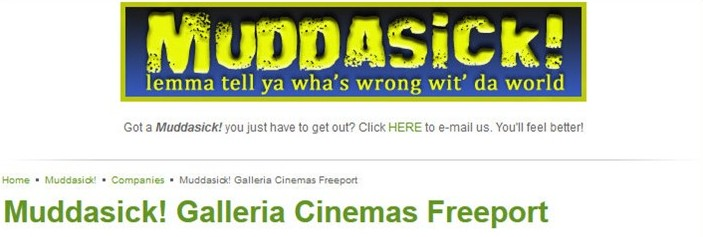 MUDDASiCK!
lemma tell ya wha's wrong wit' da world
Got a Muddasick! you just have to get out? Click HERE to e-mail us. You'll feel better!
Home ▪ Muddasick! ▪ Companies ▪ Muddasick! Galleria Cinemas Freeport
Muddasick! Galleria Cinemas Freeport